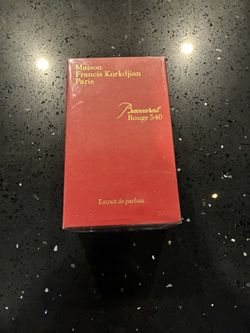 Maison
Francis Kurkdjian
Paris
Baccarat
Rouge 540
Extrait de parfum